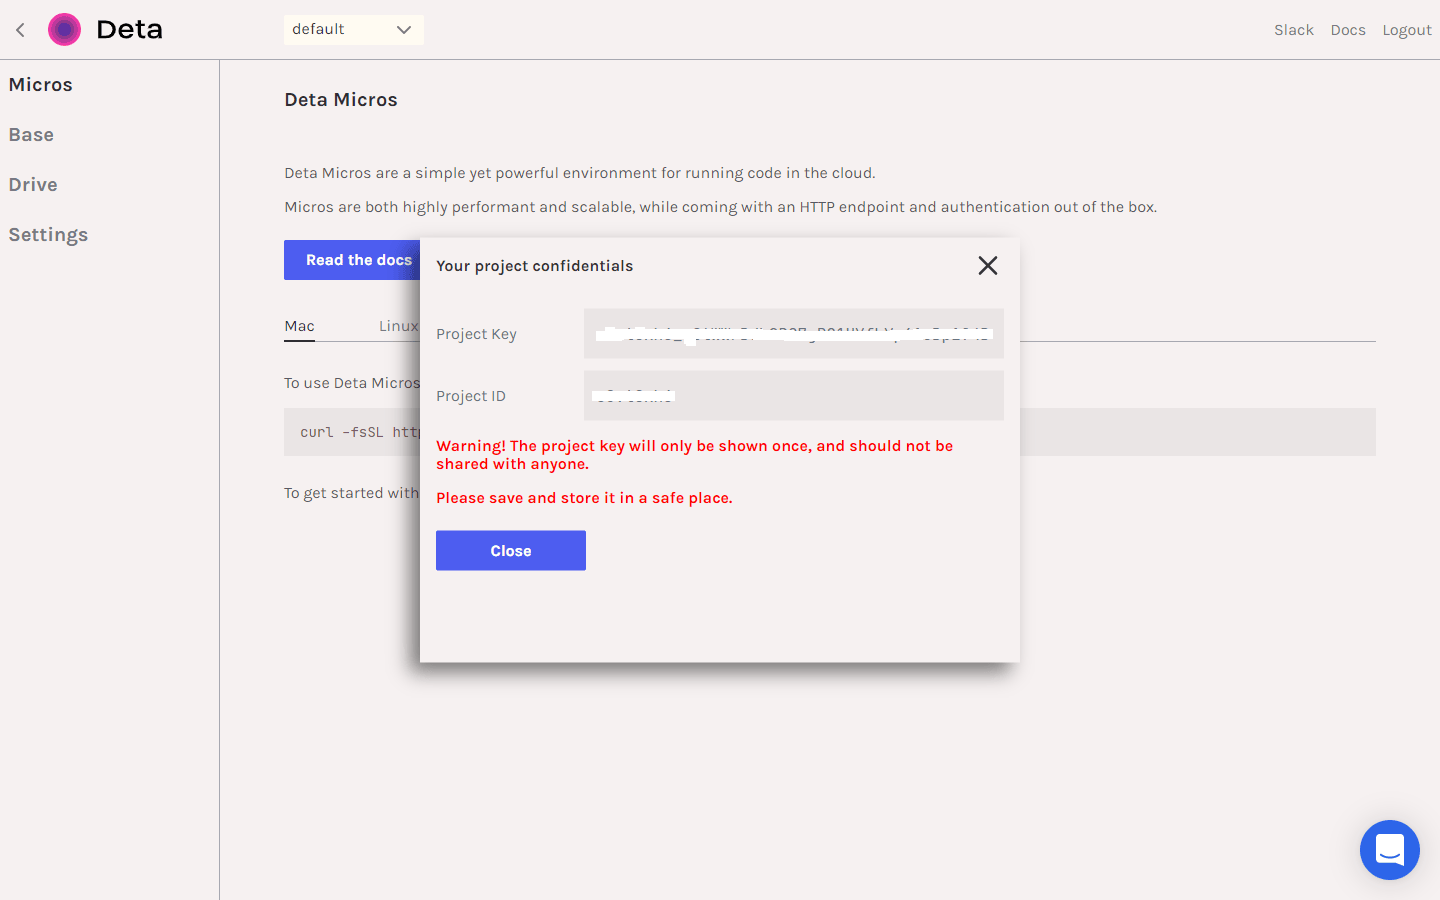 Deta
default
Slack Docs Logout
Micros
Base
Drive
Settings
Deta Micros
Deta Micros are a simple yet powerful environment for running code in the cloud.
Micros are both highly performant and scalable, while coming with an HTTP endpoint and authentication out of the box.
Read the docs
Mac Linux
To use Deta Micros
curl -fsSL http
To get started with
Your project confidentials
Project Key
Project ID
Warning! The project key will only be shown once, and should not be
shared with anyone.
Please save and store it in a safe place.
Close